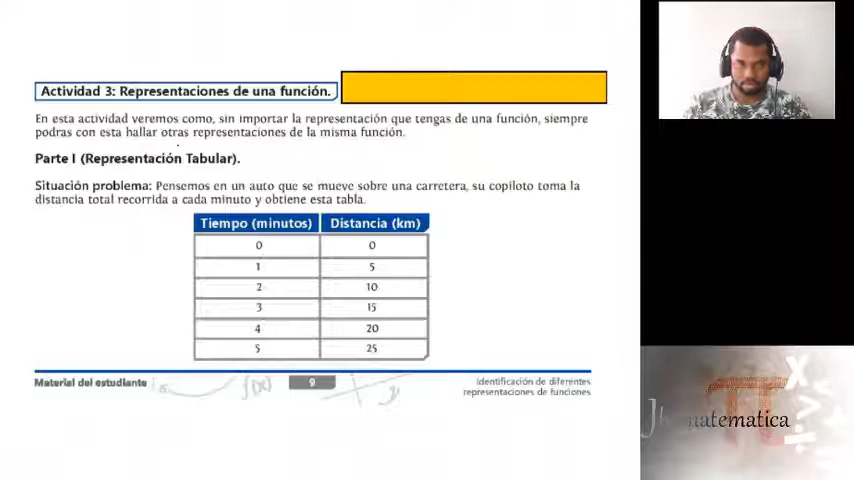 Actividad 3: Representaciones de una función.
En esta actividad veremos como, sin importar la representación que tengas de una función, siempre
podras con esta hallar otras representaciones de la misma función.
Parte I (Representación Tabular).
Situación problema: Pensemos en un auto que se mueve sobre una carretera, su copiloto toma la
distancia total recorrida a cada minuto y obtiene esta tabla.
Tiempo (minutos) Distancia (km)
0 0
1 5
2 10
3 15
4 20
5 25
Material del estudiante f(x) 9 y Identificación de diferentes
representaciones de funciones
matematica